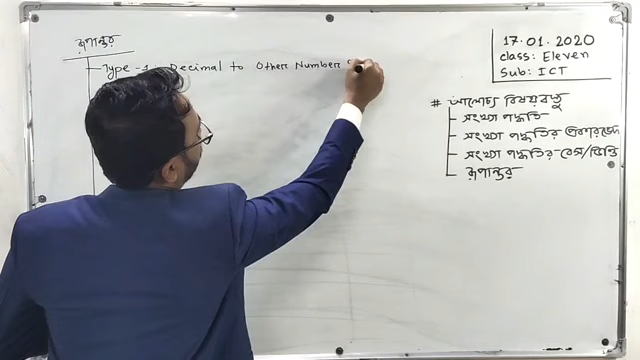 রূপান্তর
Type - 1 Decimal to Other Number
17.01.2020
Class: Eleven
Sub: ICT
# আলোচ্য বিষয়বস্তু
সংখ্যা পদ্ধতি
সংখ্যা পদ্ধতির প্রকারভেদ
সংখ্যা পদ্ধতির বেস/ভিত্তি
রূপান্তর